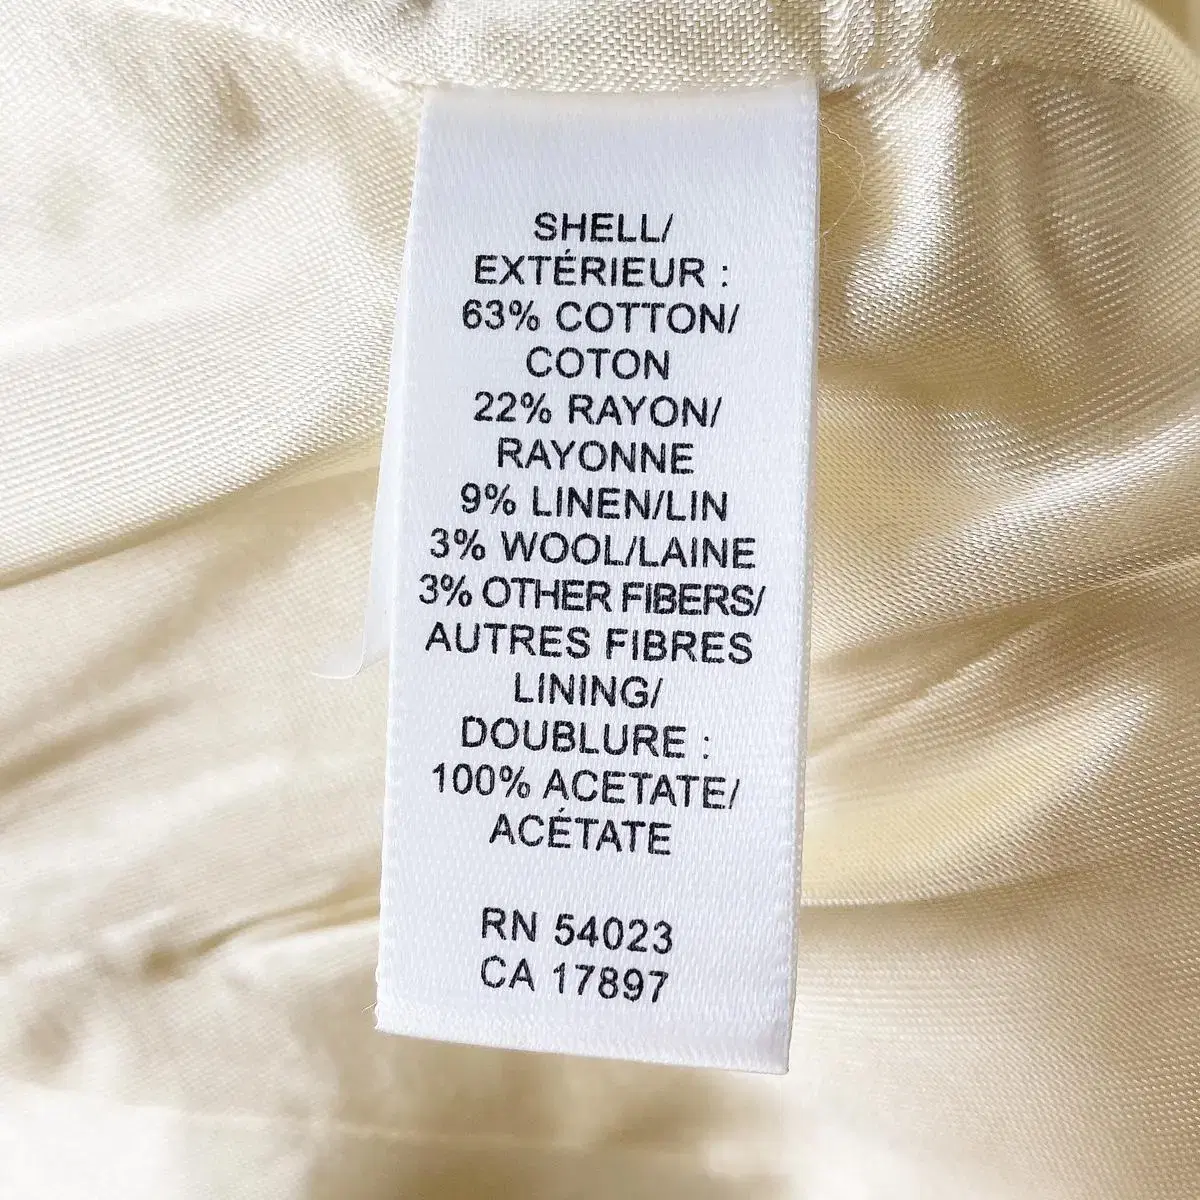 SHELL/
EXTÉRIEUR :
63% COTTON/
COTON
22% RAYON/
RAYONNE
9% LINEN/LIN
3% WOOL/LAINE
3% OTHER FIBERS/
AUTRES FIBRES
LINING/
DOUBLURE :
100% ACETATE/
ACÉTATE
RN 54023
CA 17897